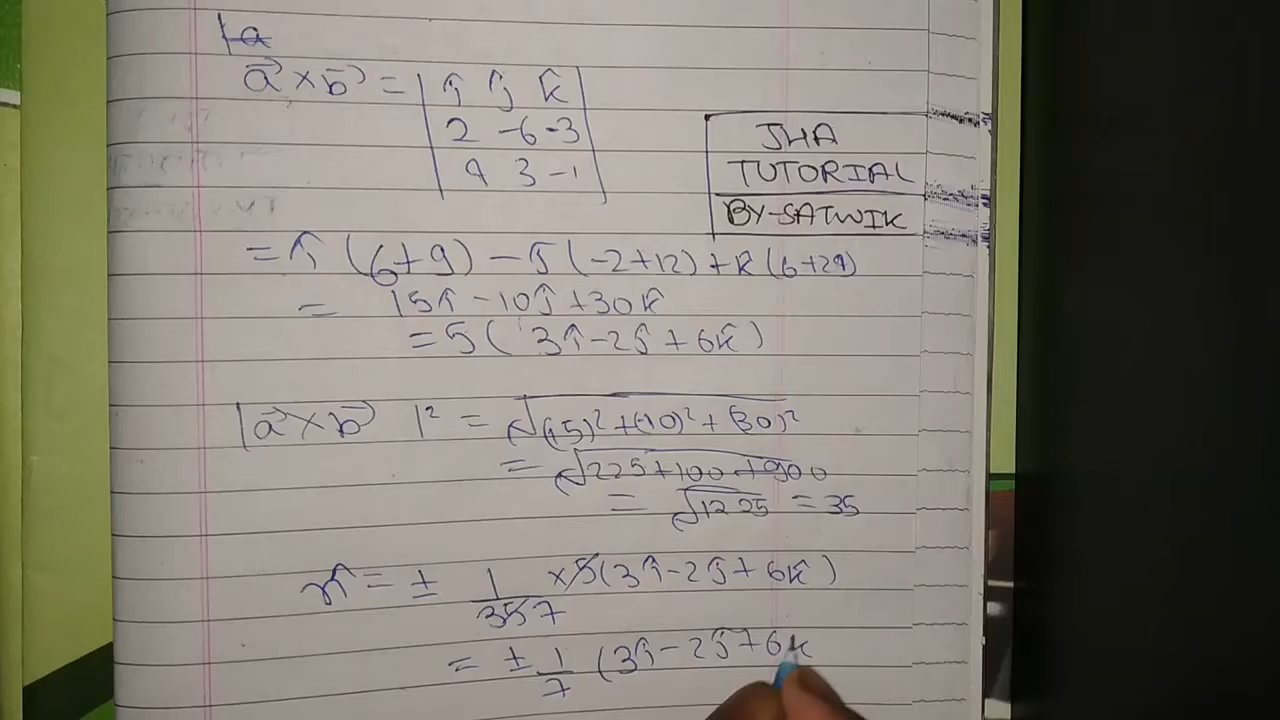 |a
a⃗ × b⃗ = | î ĵ k̂
2 -6 -3
4 3 -1 |
JHA
TUTORIAL
BY-SATWIK
= î (6+9) - ĵ (-2+12) + k̂ (6+24)
= 15î - 10ĵ + 30k̂
= 5 ( 3î - 2ĵ + 6k̂ )
|a⃗ × b⃗ |² = √(15)² + (-10)² + (30)²
= √225+100+900
= √1225 = 35
n̂ = ± 1/35 7 × 5 (3î - 2ĵ + 6k̂ )
= ± 1/7 (3î - 2ĵ + 6k